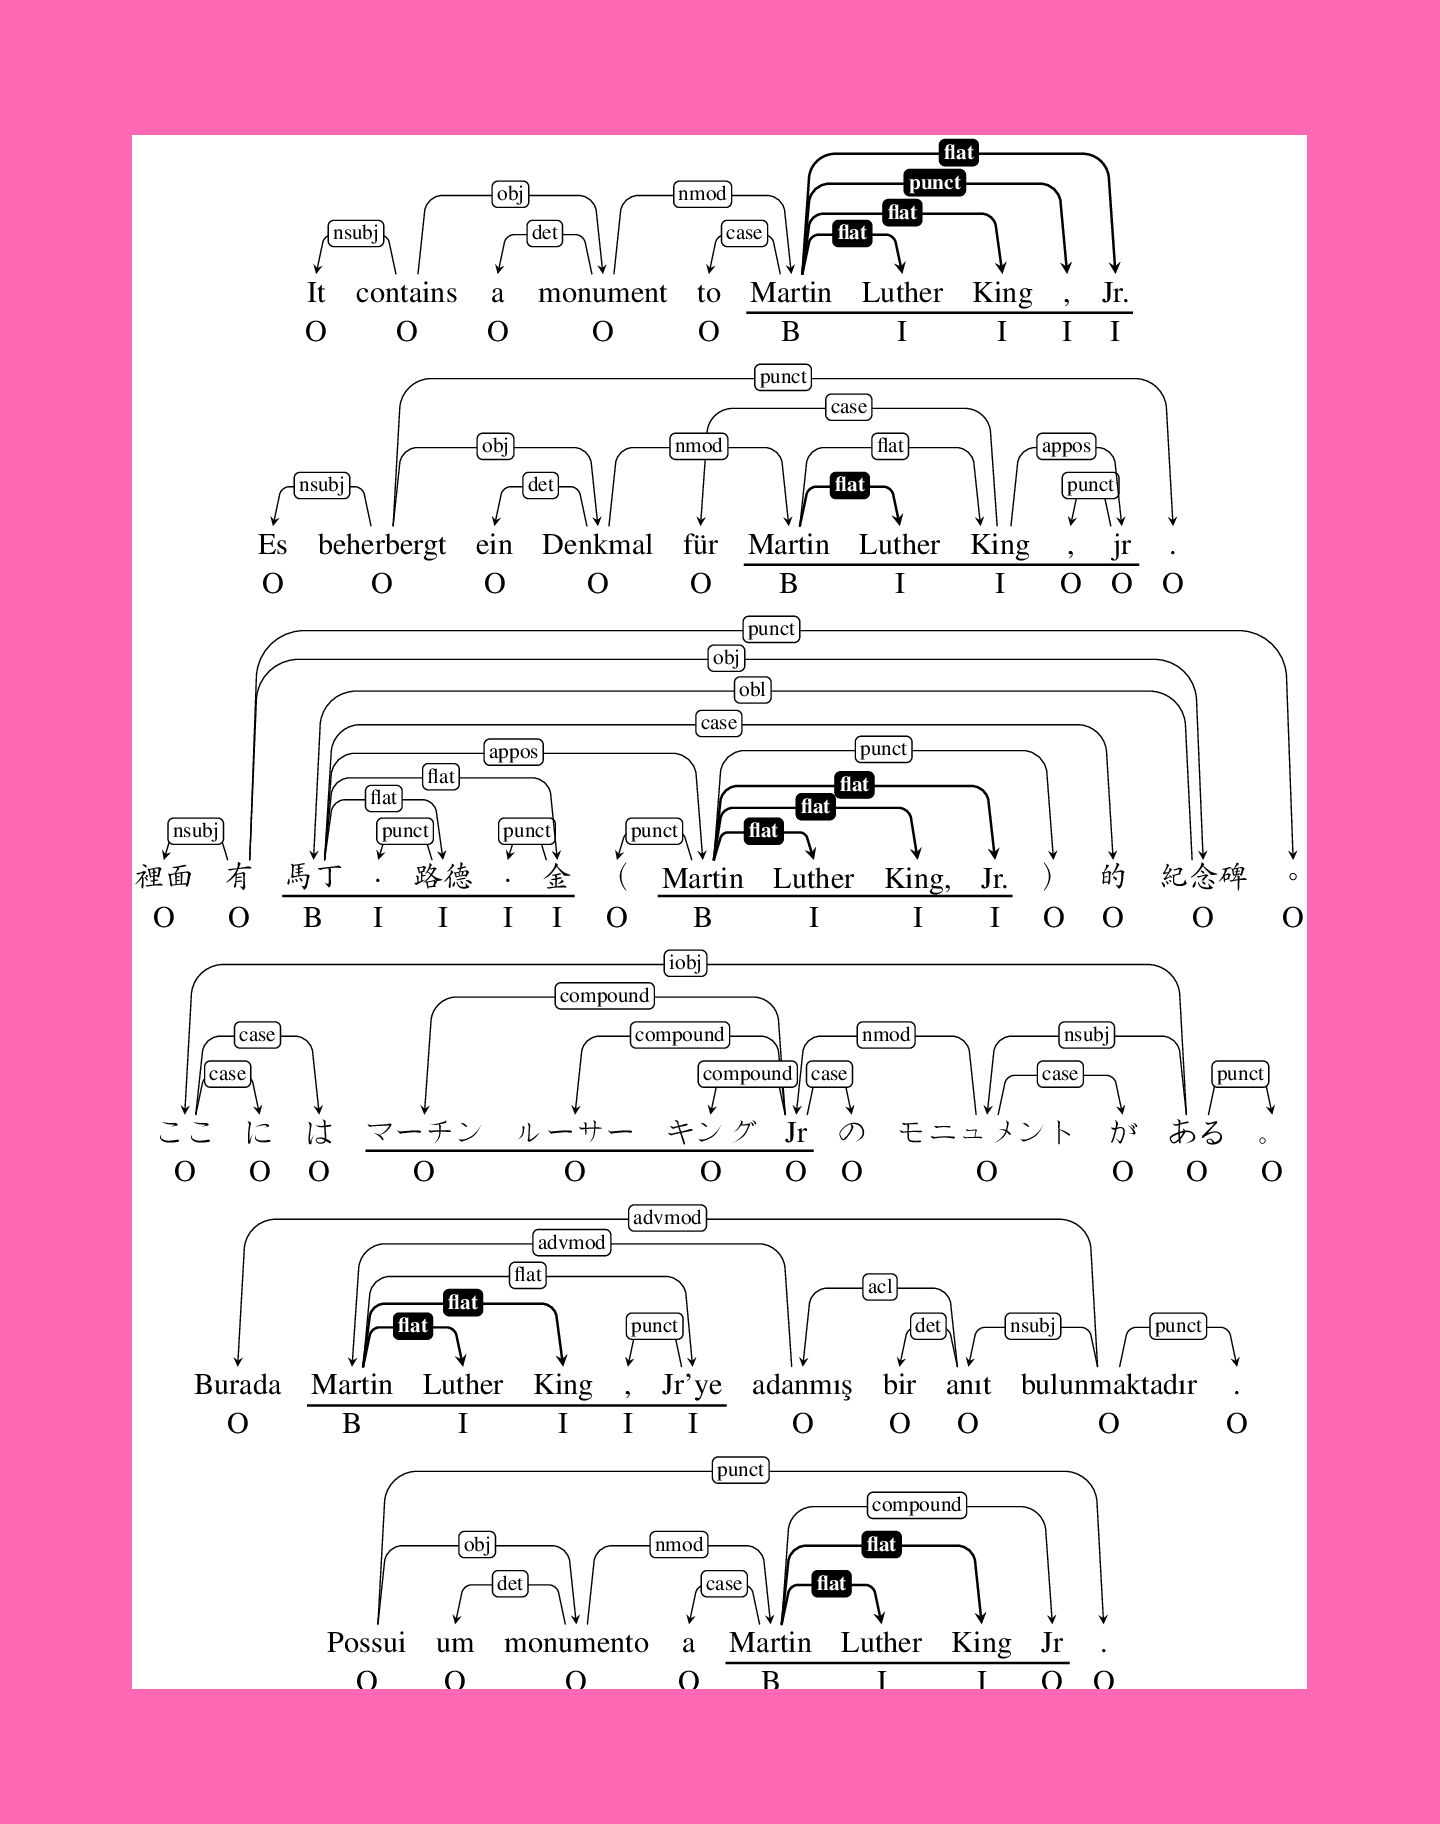 flat
punct
obj nmod flat
nsubj det case flat
It contains a monument to Martin Luther King , Jr.
O O O O O B I I I I
punct
case
obj nmod flat appos
nsubj det flat punct
Es beherbergt ein Denkmal für Martin Luther King , jr .
O O O O O B I I O O O
punct
obj
obl
case
appos punct
flat flat
flat flat
nsubj punct punct punct flat
裡面 有 馬丁 · 路德 · 金 ( Martin Luther King, Jr. ) 的 紀念碑 。
O O B I I I I O B I I I O O O O
iobj
compound
case compound nmod nsubj
case compound case case punct
ここ に は マーチン ルーサー キング Jr の モニュメント が ある 。
O O O O O O O O O O O O
advmod
advmod
flat acl
flat
flat punct det nsubj punct
Burada Martin Luther King , Jr'ye adanmış bir anıt bulunmaktadır .
O B I I I I O O O O O
punct
compound
obj nmod flat
det case flat
Possui um monumento a Martin Luther King Jr .
O O O O B I I O O